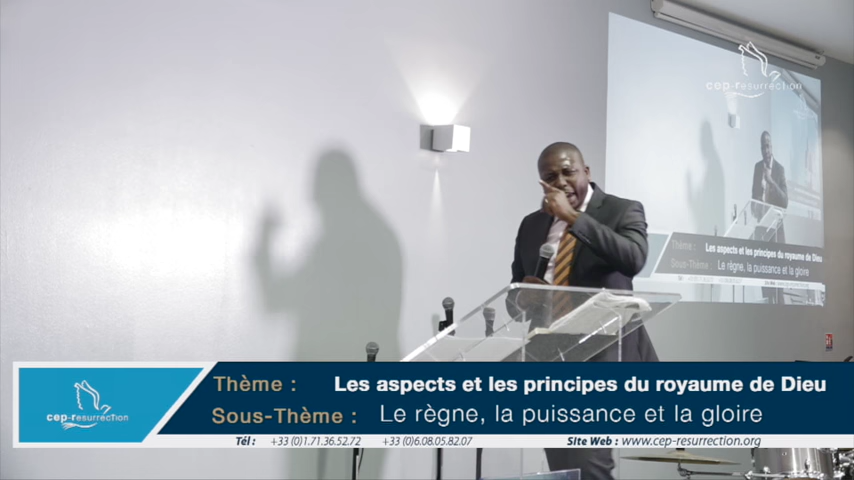 cep-resurrection
Thème : Les aspects et les principes du royaume de Dieu
Sous-Thème : Le règne, la puissance et la gloire
Thème : Les aspects et les principes du royaume de Dieu
Sous-Thème : Le règne, la puissance et la gloire
cep-resurrection
Tél : +33 (0)1.71.36.52.72 +33 (0)6.08.05.82.07 Site Web : www.cep-resurrection.org